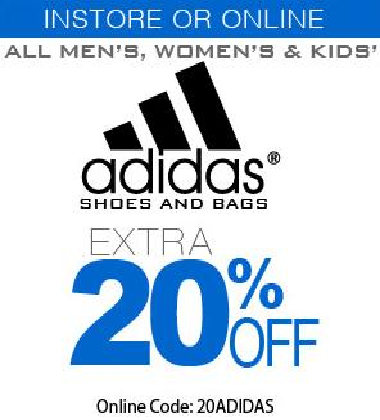 INSTORE OR ONLINE
ALL MEN'S, WOMEN'S & KIDS'
adidas®
SHOES AND BAGS
EXTRA
20% OFF
Online Code: 20ADIDAS